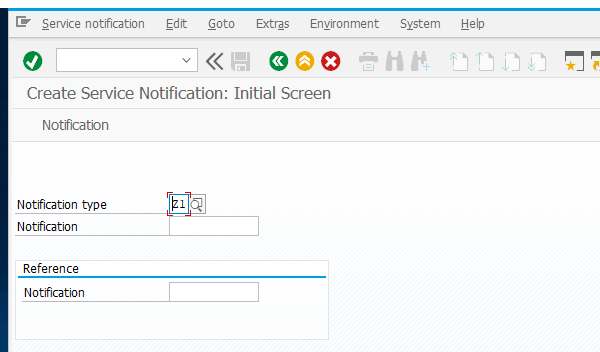 Service notification Edit Goto Extras Environment System Help
Create Service Notification: Initial Screen
Notification
Notification type Z1
Notification
Reference
Notification